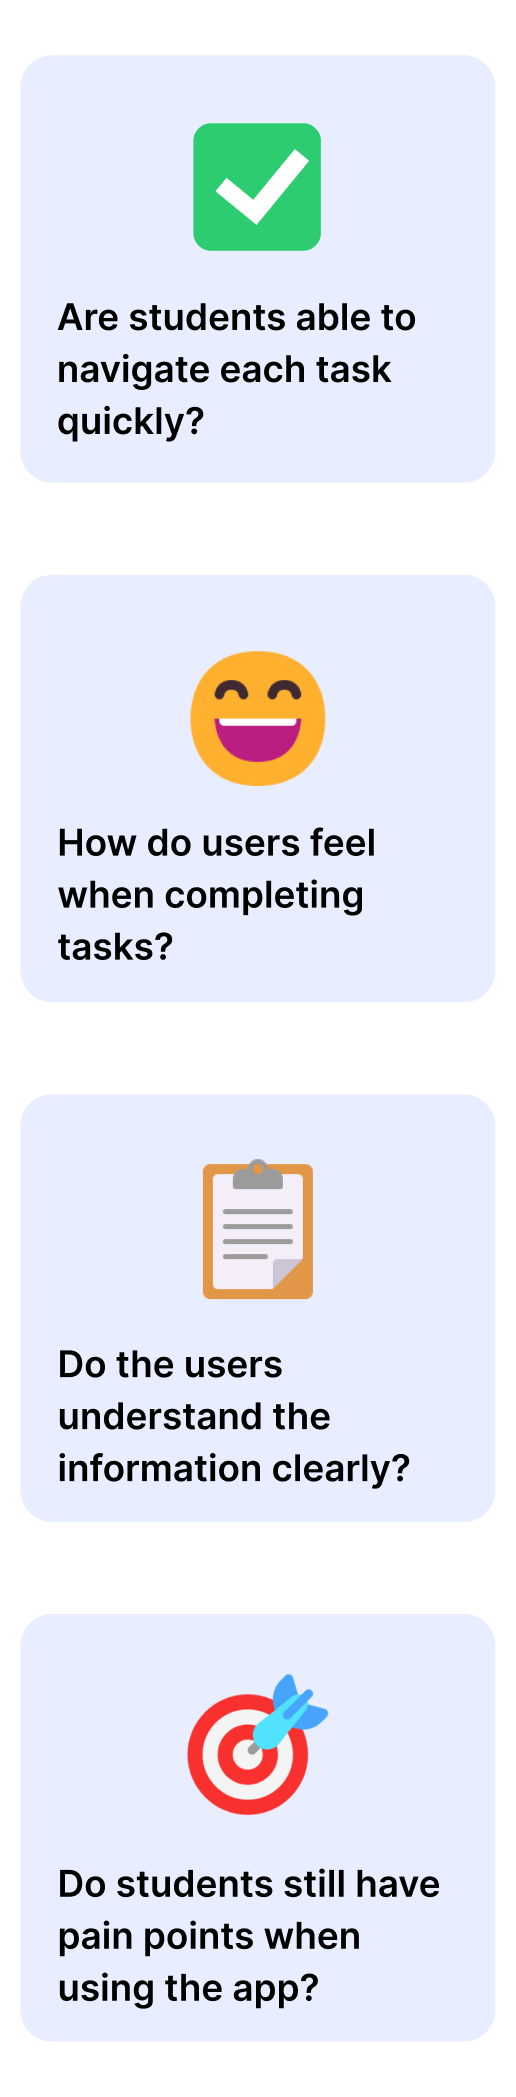 Are students able to
navigate each task
quickly?
How do users feel
when completing
tasks?
Do the users
understand the
information clearly?
Do students still have
pain points when
using the app?